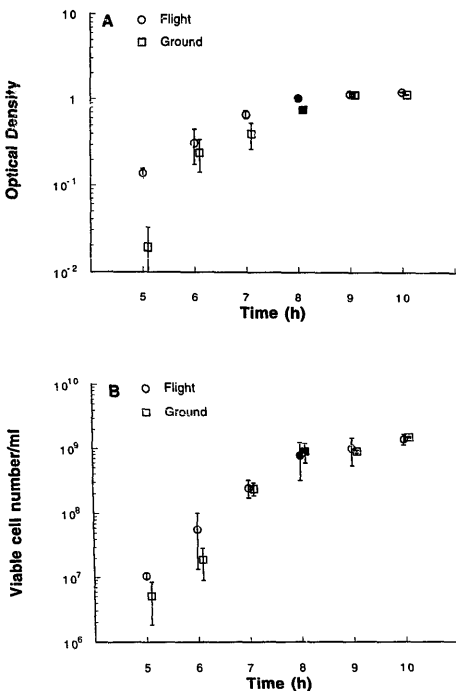 A
Flight
Ground
10
1
10⁻¹
10⁻²
Optical Density
5 6 7 8 9 10
Time (h)
B
Flight
Ground
10¹⁰
10⁹
10⁸
10⁷
10⁶
Viable cell number/ml
5 6 7 8 9 10
Time (h)